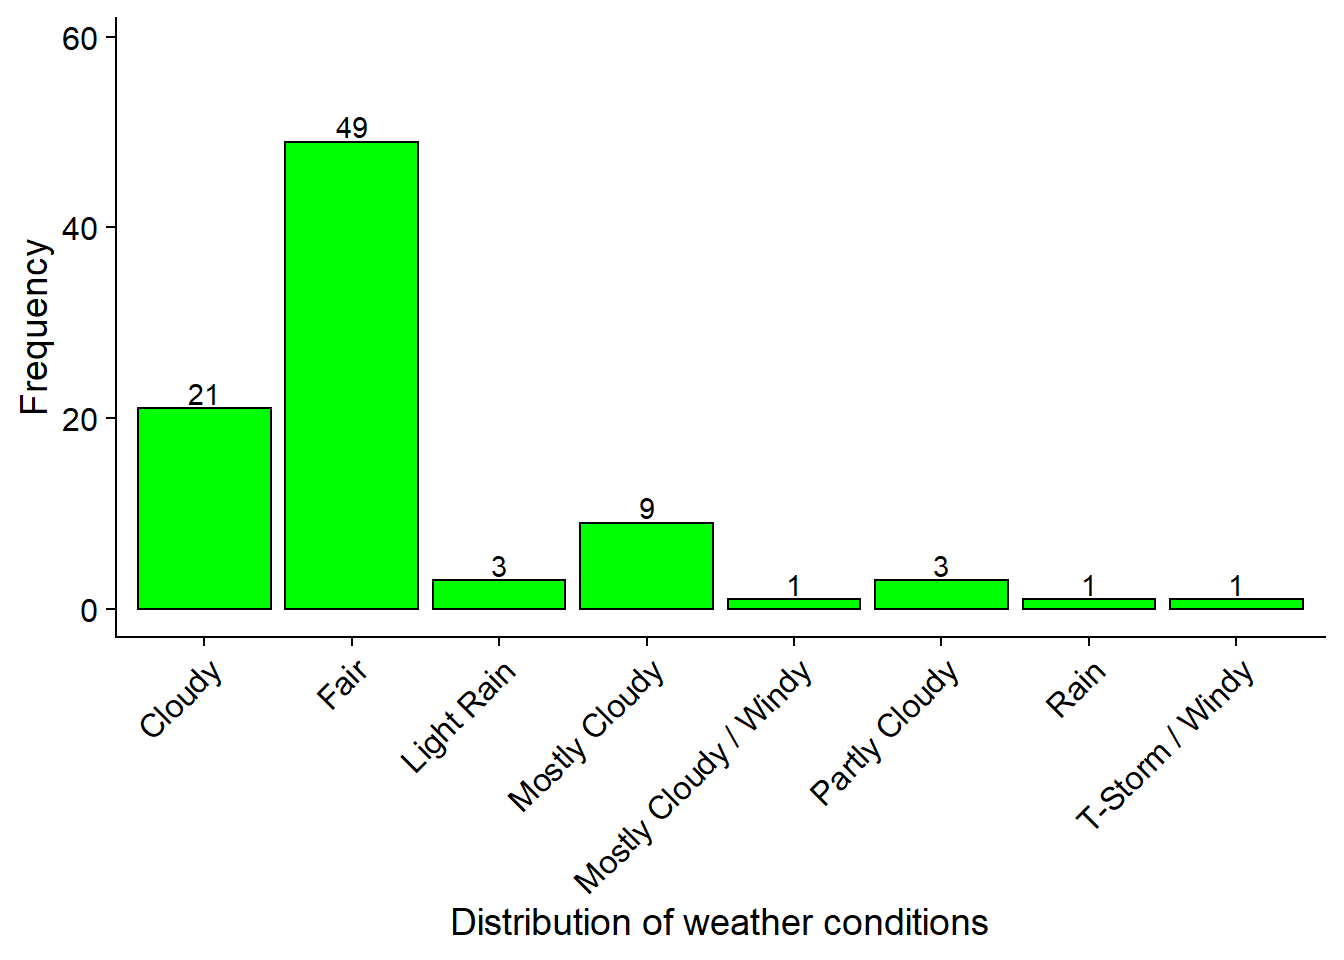 60
40
20
0
Frequency
21
49
3
9
1
3
1
1
Cloudy
Fair
Light Rain
Mostly Cloudy
Mostly Cloudy / Windy
Partly Cloudy
Rain
T-Storm / Windy
Distribution of weather conditions